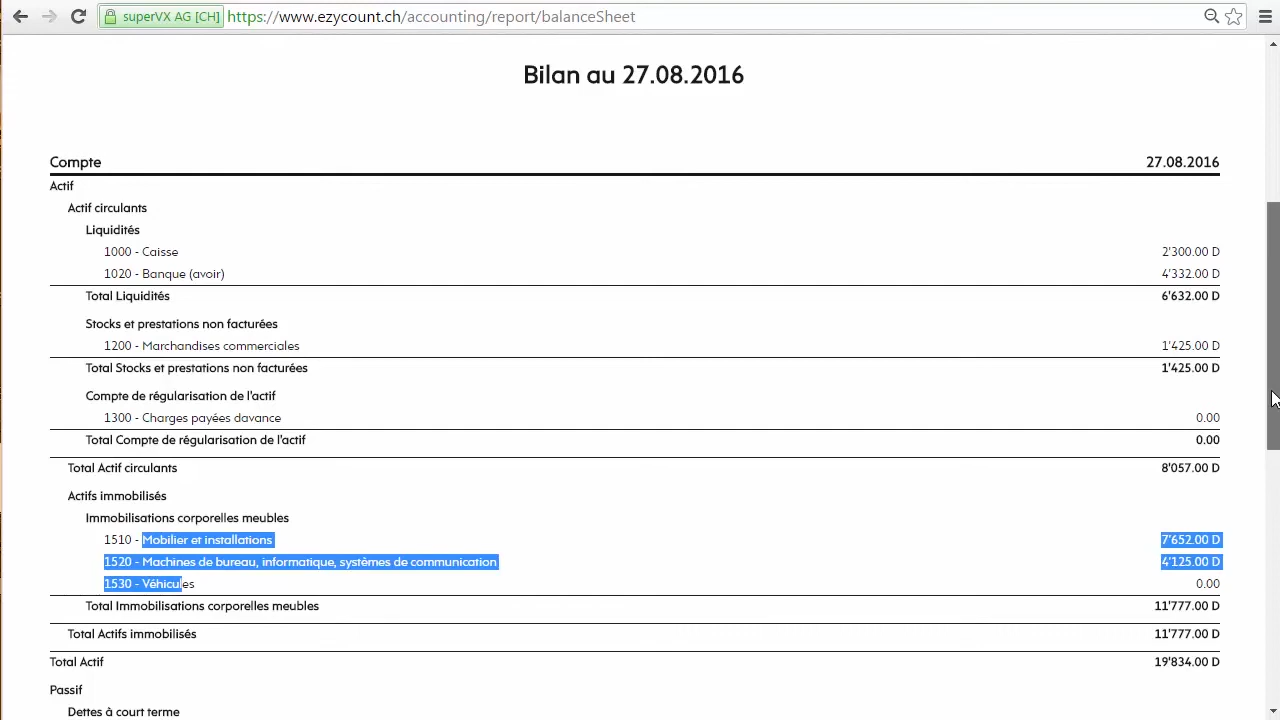 superVX AG [CH] https://www.ezycount.ch/accounting/report/balanceSheet
Bilan au 27.08.2016
Compte 27.08.2016
Actif
Actif circulants
Liquidités
1000 - Caisse 2'300.00 D
1020 - Banque (avoir) 4'332.00 D
Total Liquidités 6'632.00 D
Stocks et prestations non facturées
1200 - Marchandises commerciales 1'425.00 D
Total Stocks et prestations non facturées 1'425.00 D
Compte de régularisation de l'actif
1300 - Charges payées davance 0.00
Total Compte de régularisation de l'actif 0.00
Total Actif circulants 8'057.00 D
Actifs immobilisés
Immobilisations corporelles meubles
1510 - Mobilier et installations 7'652.00 D
1520 - Machines de bureau, informatique, systêmes de communication 4'125.00 D
1530 - Véhicules 0.00
Total Immobilisations corporelles meubles 11'777.00 D
Total Actifs immobilisés 11'777.00 D
Total Actif 19'834.00 D
Passif
Dettes à court terme